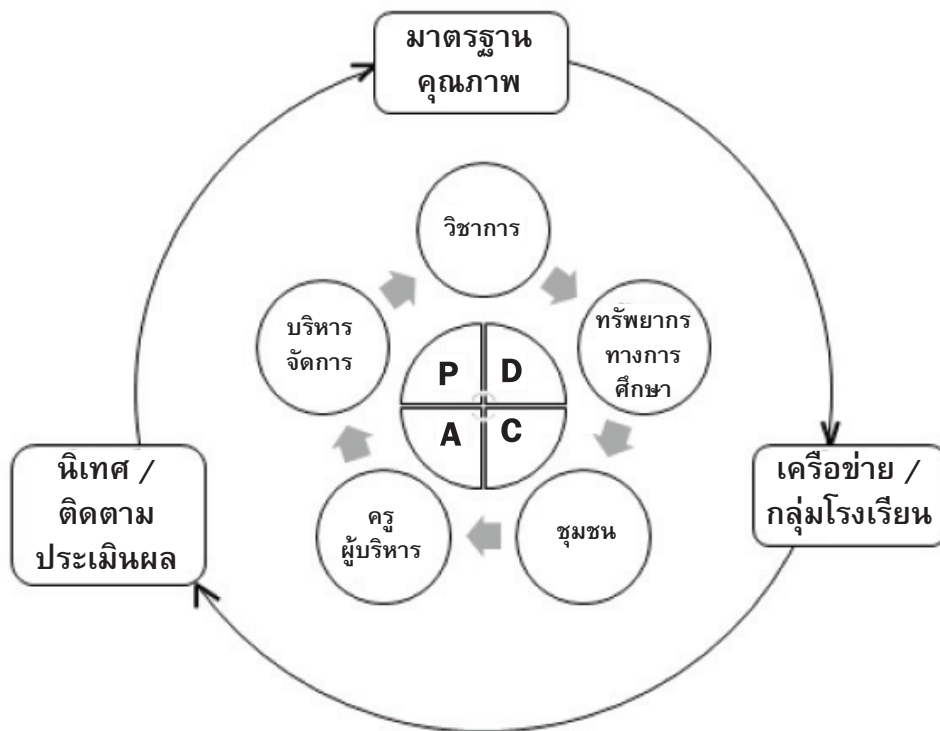 มาตรฐาน
คุณภาพ
วิชาการ
บริหาร
จัดการ
ทรัพยากร
ทางการ
ศึกษา
P D
A C
นิเทศ /
ติดตาม
ประเมินผล
เครือข่าย /
กลุ่มโรงเรียน
ครู
ผู้บริหาร
ชุมชน